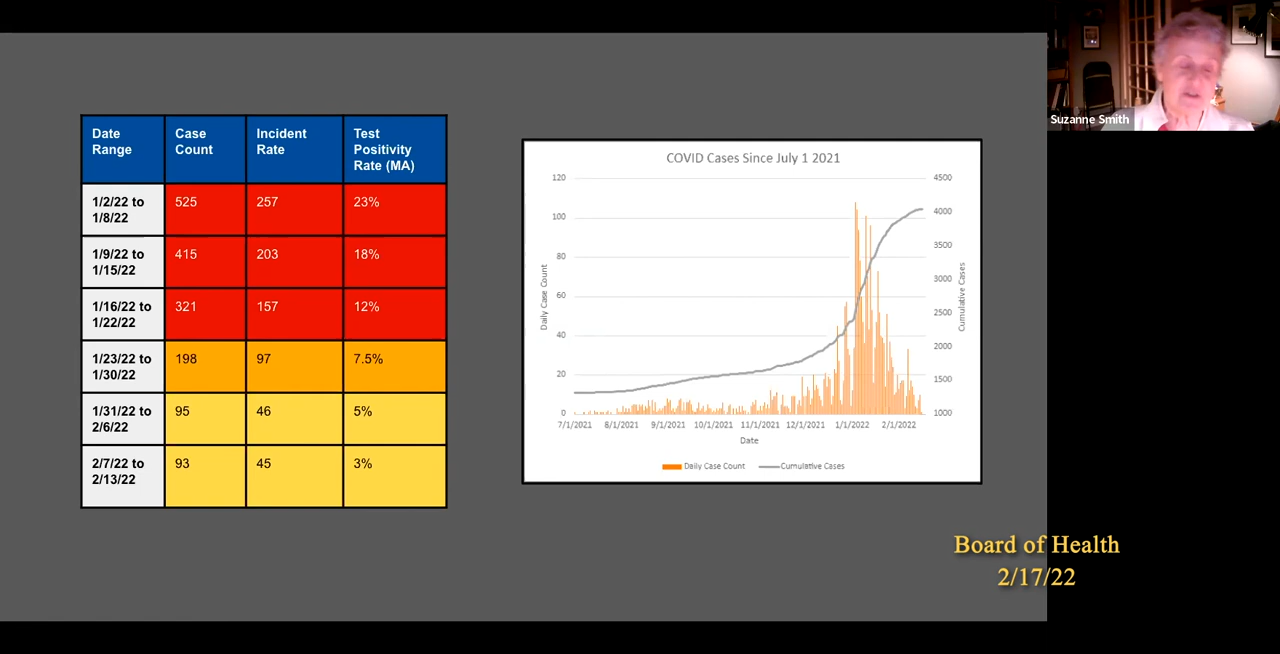 Date Range
Case Count
Incident Rate
Test Positivity Rate (MA)
1/2/22 to 1/8/22
525
257
23%
1/9/22 to 1/15/22
415
203
18%
1/16/22 to 1/22/22
321
157
12%
1/23/22 to 1/30/22
198
97
7.5%
1/31/22 to 2/6/22
95
46
5%
2/7/22 to 2/13/22
93
45
3%
COVID Cases Since July 1 2021
120
100
80
60
40
20
0
Daily Case Count
4500
4000
3500
3000
2500
2000
1500
1000
Cumulative Cases
7/1/2021 8/1/2021 9/1/2021 10/1/2021 11/1/2021 12/1/2021 1/1/2022 2/1/2022
Date
Daily Case Count Cumulative Cases
Suzanne Smith
Board of Health
2/17/22